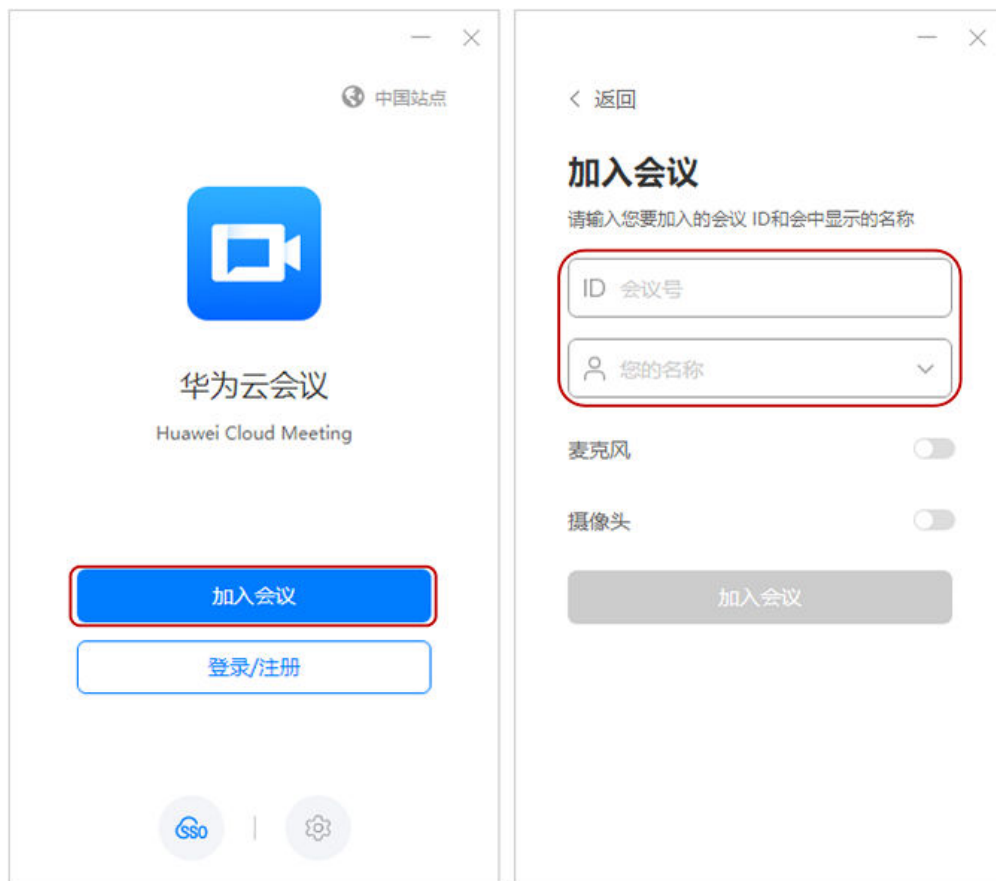 中国站点
华为云会议
Huawei Cloud Meeting
加入会议
登录/注册
SSO
返回
加入会议
请输入您要加入的会议 ID和会中显示的名称
ID 会议号
您的名称
麦克风
摄像头
加入会议